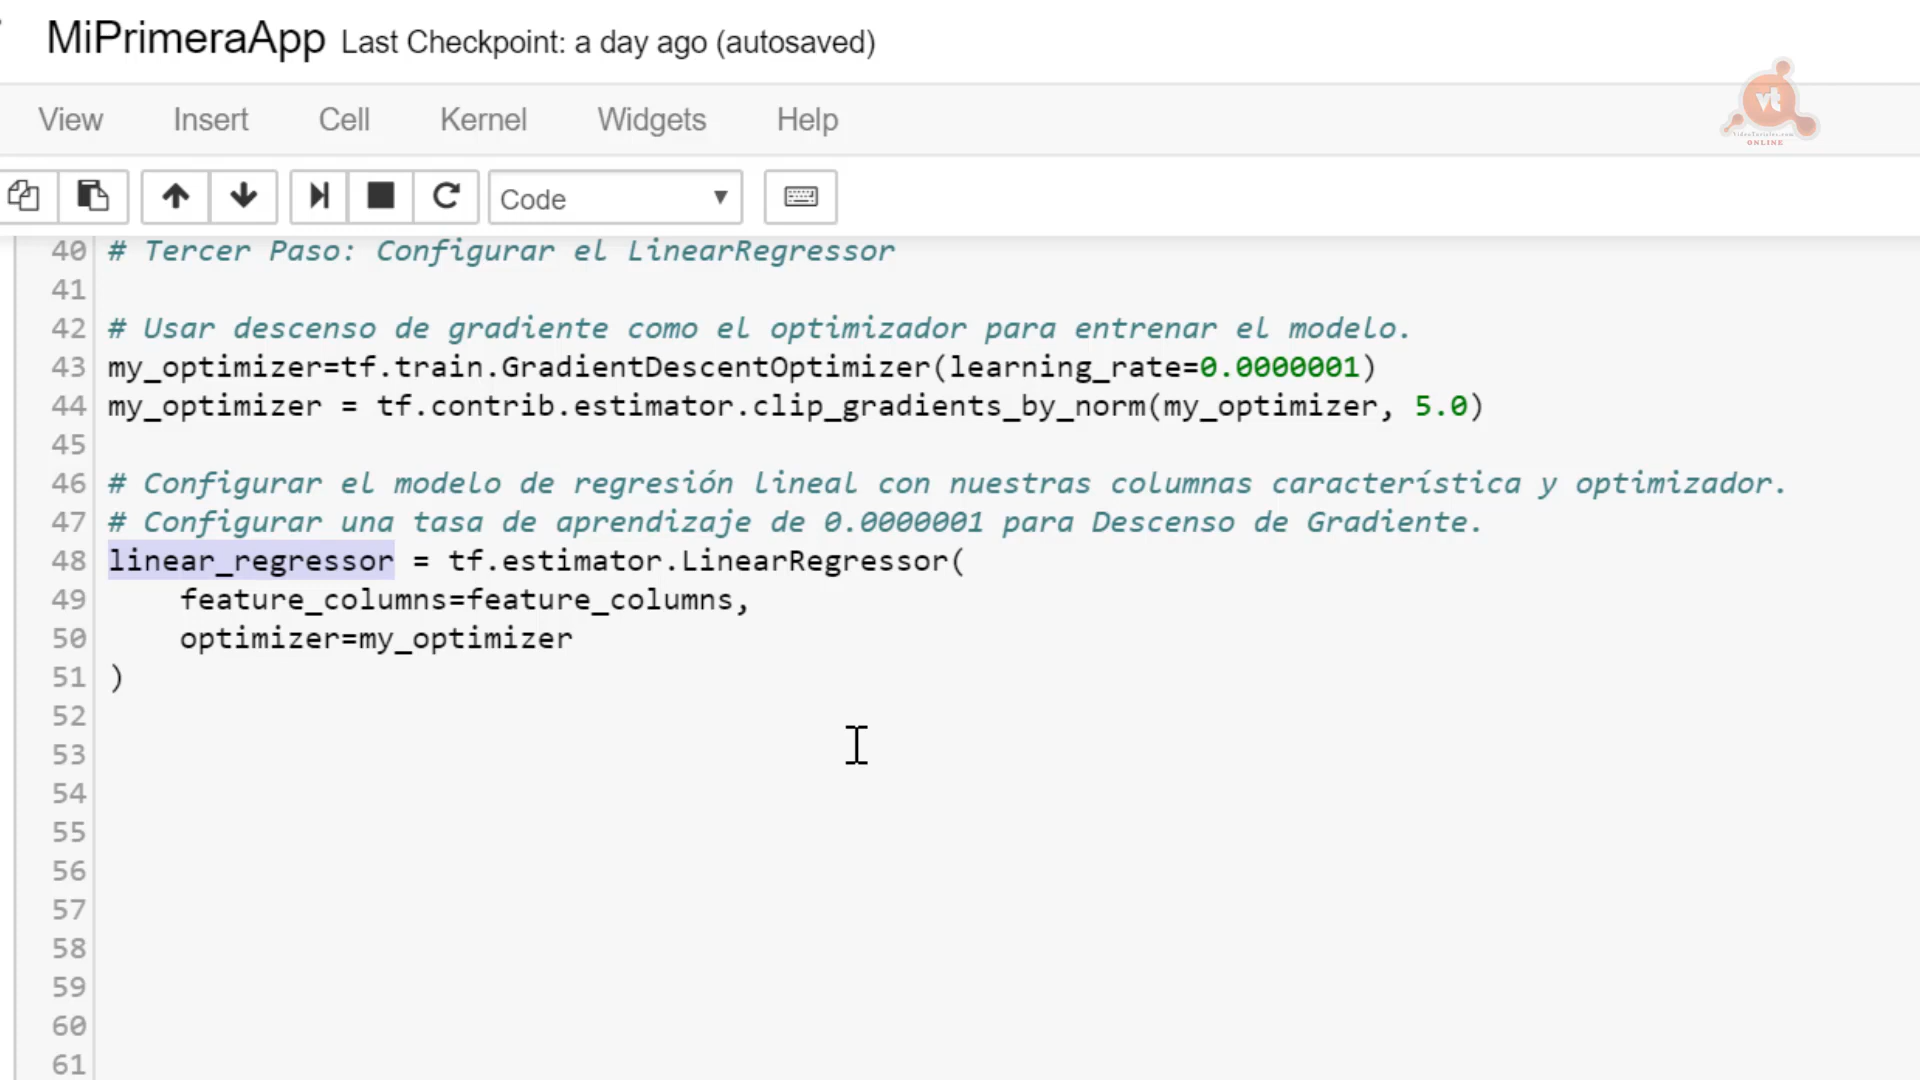 MiPrimeraApp Last Checkpoint: a day ago (autosaved)
View Insert Cell Kernel Widgets Help
vt
ONLINE
Code
40 # Tercer Paso: Configurar el LinearRegressor
41
42 # Usar descenso de gradiente como el optimizador para entrenar el modelo.
43 my_optimizer=tf.train.GradientDescentOptimizer(learning_rate=0.0000001)
44 my_optimizer = tf.contrib.estimator.clip_gradients_by_norm(my_optimizer, 5.0)
45
46 # Configurar el modelo de regresión lineal con nuestras columnas característica y optimizador.
47 # Configurar una tasa de aprendizaje de 0.0000001 para Descenso de Gradiente.
48 linear_regressor = tf.estimator.LinearRegressor(
49 feature_columns=feature_columns,
50 optimizer=my_optimizer
51 )
52
53
54
55
56
57
58
59
60
61